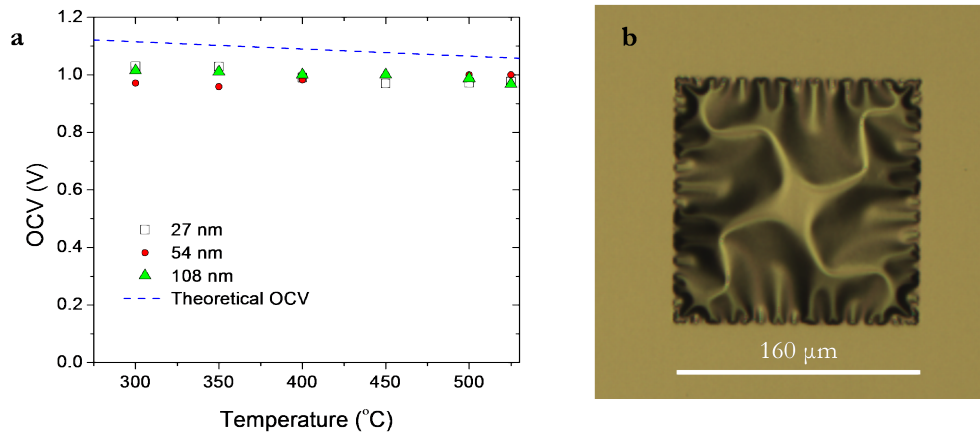 a
OCV (V)
1.2
1.0
0.8
0.6
0.4
0.2
0.0
27 nm
54 nm
108 nm
Theoretical OCV
300 350 400 450 500
Temperature (°C)
b
160 μm